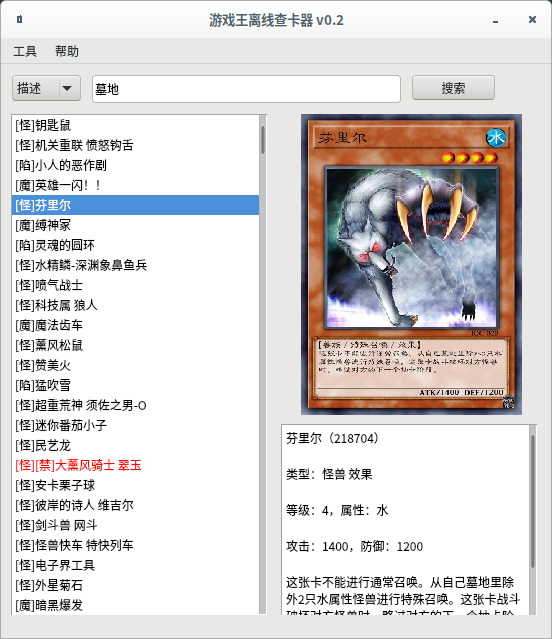 游戏王离线查卡器 v0.2
工具 帮助
描述 墓地 搜索
[怪]钥匙鼠
[怪]机关重联 愤怒钩舌
[陷]小人的恶作剧
[魔]英雄一闪！！
[怪]芬里尔
[魔]缚神冢
[陷]灵魂的圆环
[怪]水精鳞-深渊象鼻鱼兵
[怪]喷气战士
[怪]科技属 狼人
[魔]魔法齿车
[怪]薰风松鼠
[怪]赞美火
[陷]猛吹雪
[怪]超重荒神 须佐之男-O
[怪]迷你番茄小子
[怪]民艺龙
[怪][禁]大薰风骑士 翠玉
[怪]安卡栗子球
[怪]彼岸的诗人 维吉尔
[怪]剑斗兽 网斗
[怪]怪兽快车 特快列车
[怪]电子界工具
[怪]外星菊石
[魔]暗黑爆发
芬里尔
水
【兽族 / 特殊召唤 / 效果】
ATK/1400 DEF/1200
芬里尔（218704）
类型：怪兽 效果
等级：4，属性：水
攻击：1400，防御：1200
这张卡不能进行通常召唤。从自己墓地里除
外2只水属性怪兽进行特殊召唤。这张卡战斗